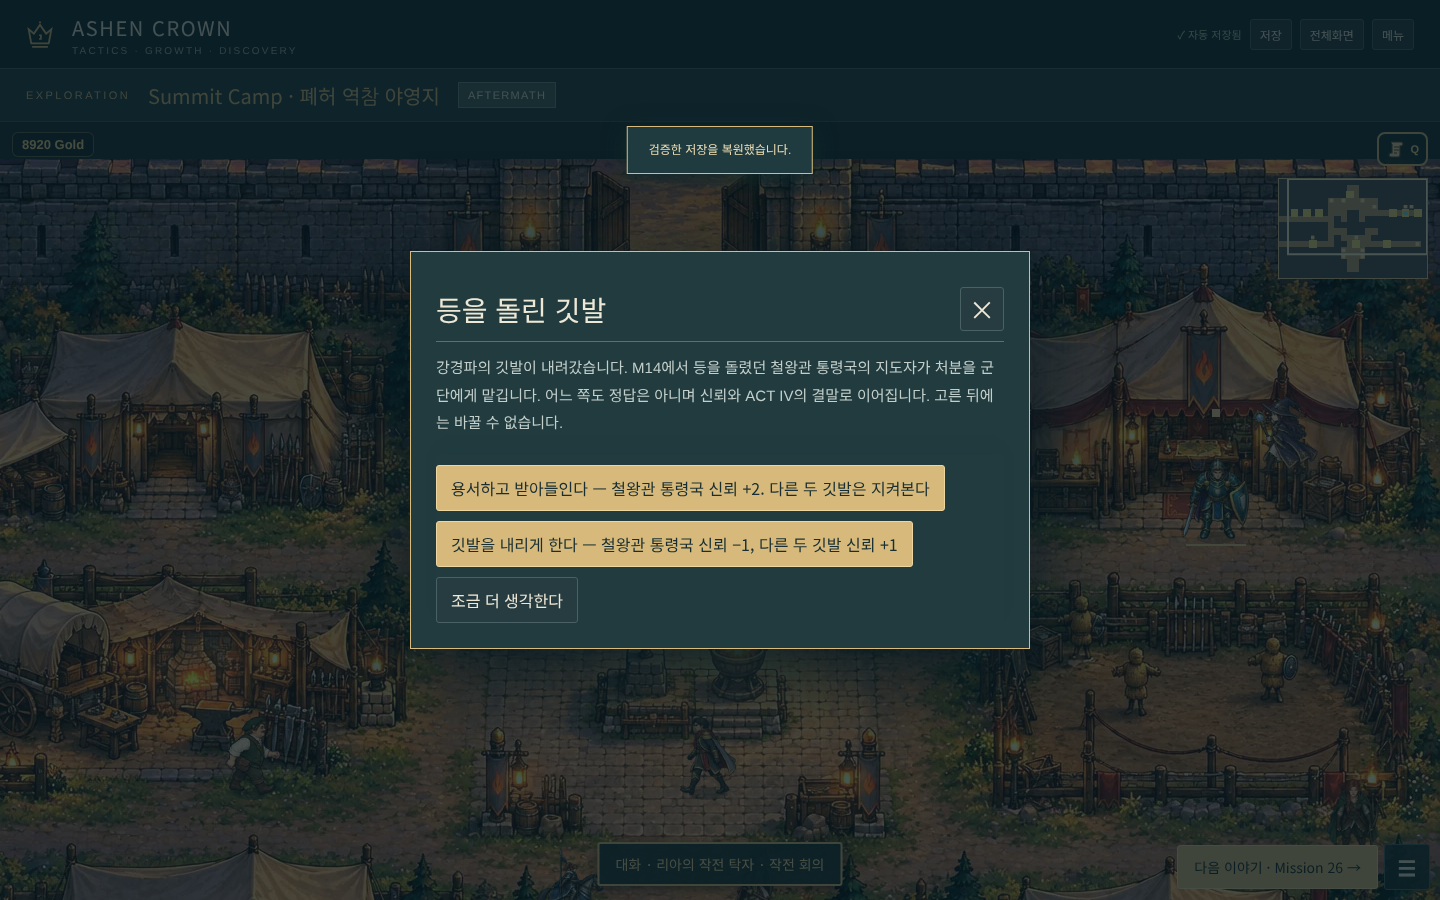 ASHEN CROWN
TACTICS · GROWTH · DISCOVERY
✓ 자동 저장됨
저장
전체화면
메뉴
EXPLORATION
Summit Camp · 폐허 역참 야영지
AFTERMATH
8920 Gold
검증한 저장을 복원했습니다.
Q
등을 돌린 깃발
강경파의 깃발이 내려갔습니다. M14에서 등을 돌렸던 철왕관 통령국의 지도자가 처분을 군
단에게 맡깁니다. 어느 쪽도 정답은 아니며 신뢰와 ACT IV의 결말로 이어집니다. 고른 뒤에
는 바꿀 수 없습니다.
용서하고 받아들인다 — 철왕관 통령국 신뢰 +2. 다른 두 깃발은 지켜본다
깃발을 내리게 한다 — 철왕관 통령국 신뢰 −1, 다른 두 깃발 신뢰 +1
조금 더 생각한다
대화 · 리아의 작전 탁자 · 작전 회의
다음 이야기 · Mission 26 →